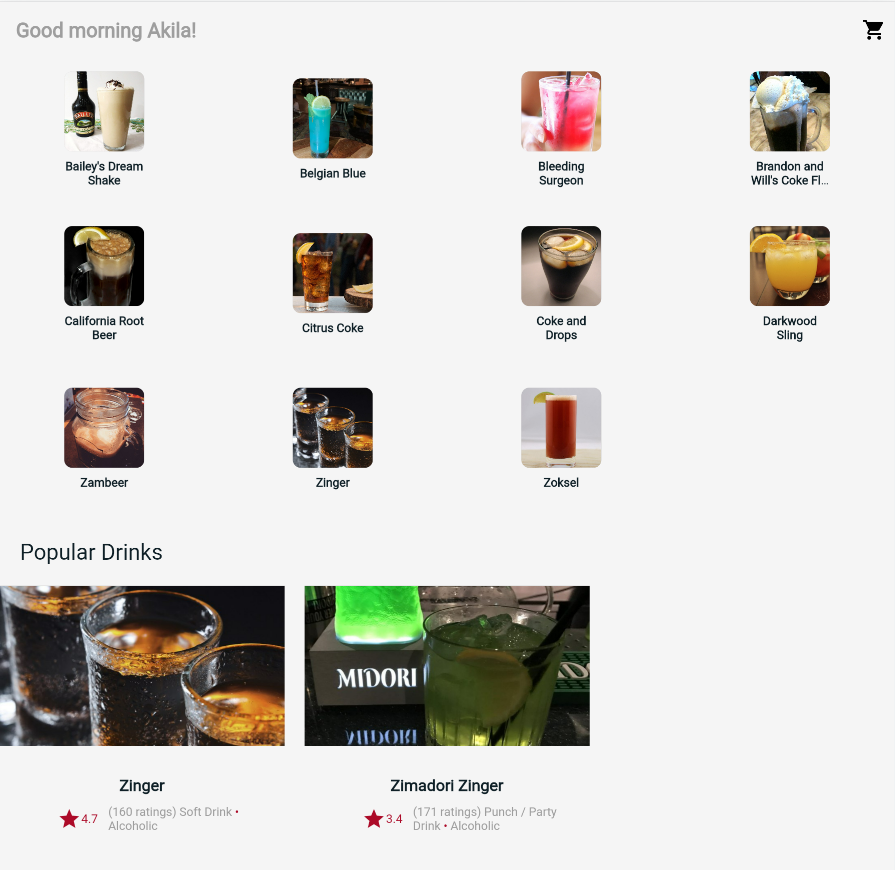 Good morning Akila!
Bailey's Dream
Shake
Belgian Blue
Bleeding
Surgeon
Brandon and
Will's Coke Fl...
California Root
Beer
Citrus Coke
Coke and
Drops
Darkwood
Sling
Zambeer
Zinger
Zoksel
Popular Drinks
MIDORI
MIDORI
Zinger
4.7
(160 ratings) Soft Drink •
Alcoholic
Zimadori Zinger
3.4
(171 ratings) Punch / Party
Drink • Alcoholic